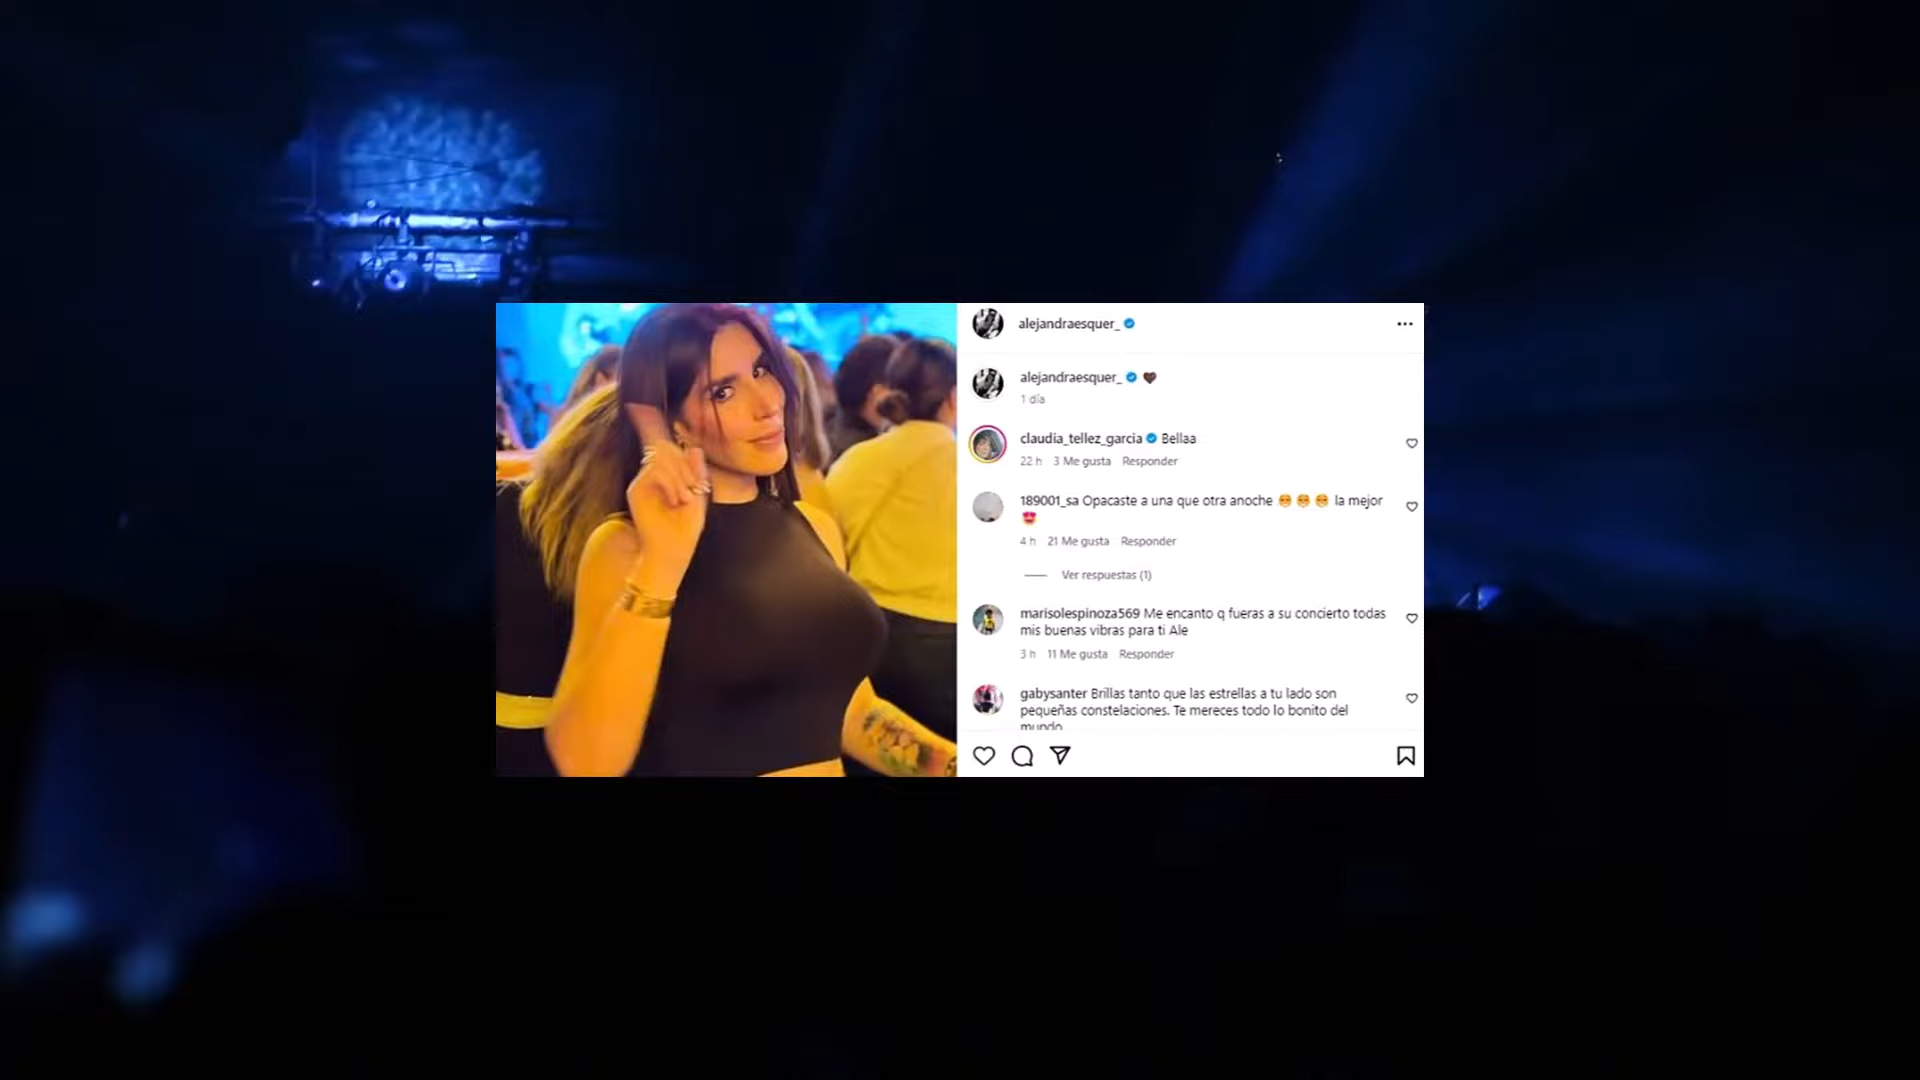 alejandraesquer_
alejandraesquer_ 🖤
1 día
claudia_tellez_garcia Bellaa
22 h 3 Me gusta Responder
189001_sa Opacaste a una que otra anoche 😁 😁 😁 la mejor
😍
4 h 21 Me gusta Responder
Ver respuestas (1)
marisolespinoza569 Me encanto q fueras a su concierto todas
mis buenas vibras para ti Ale
3 h 11 Me gusta Responder
gabysanter Brillas tanto que las estrellas a tu lado son
pequeñas constelaciones. Te mereces todo lo bonito del
mundo